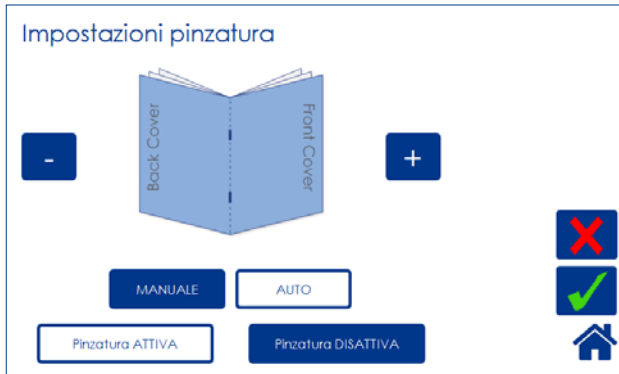 Impostazioni pinzatura
Back Cover
Front Cover
-
+
MANUALE
AUTO
Pinzatura ATTIVA
Pinzatura DISATTIVA